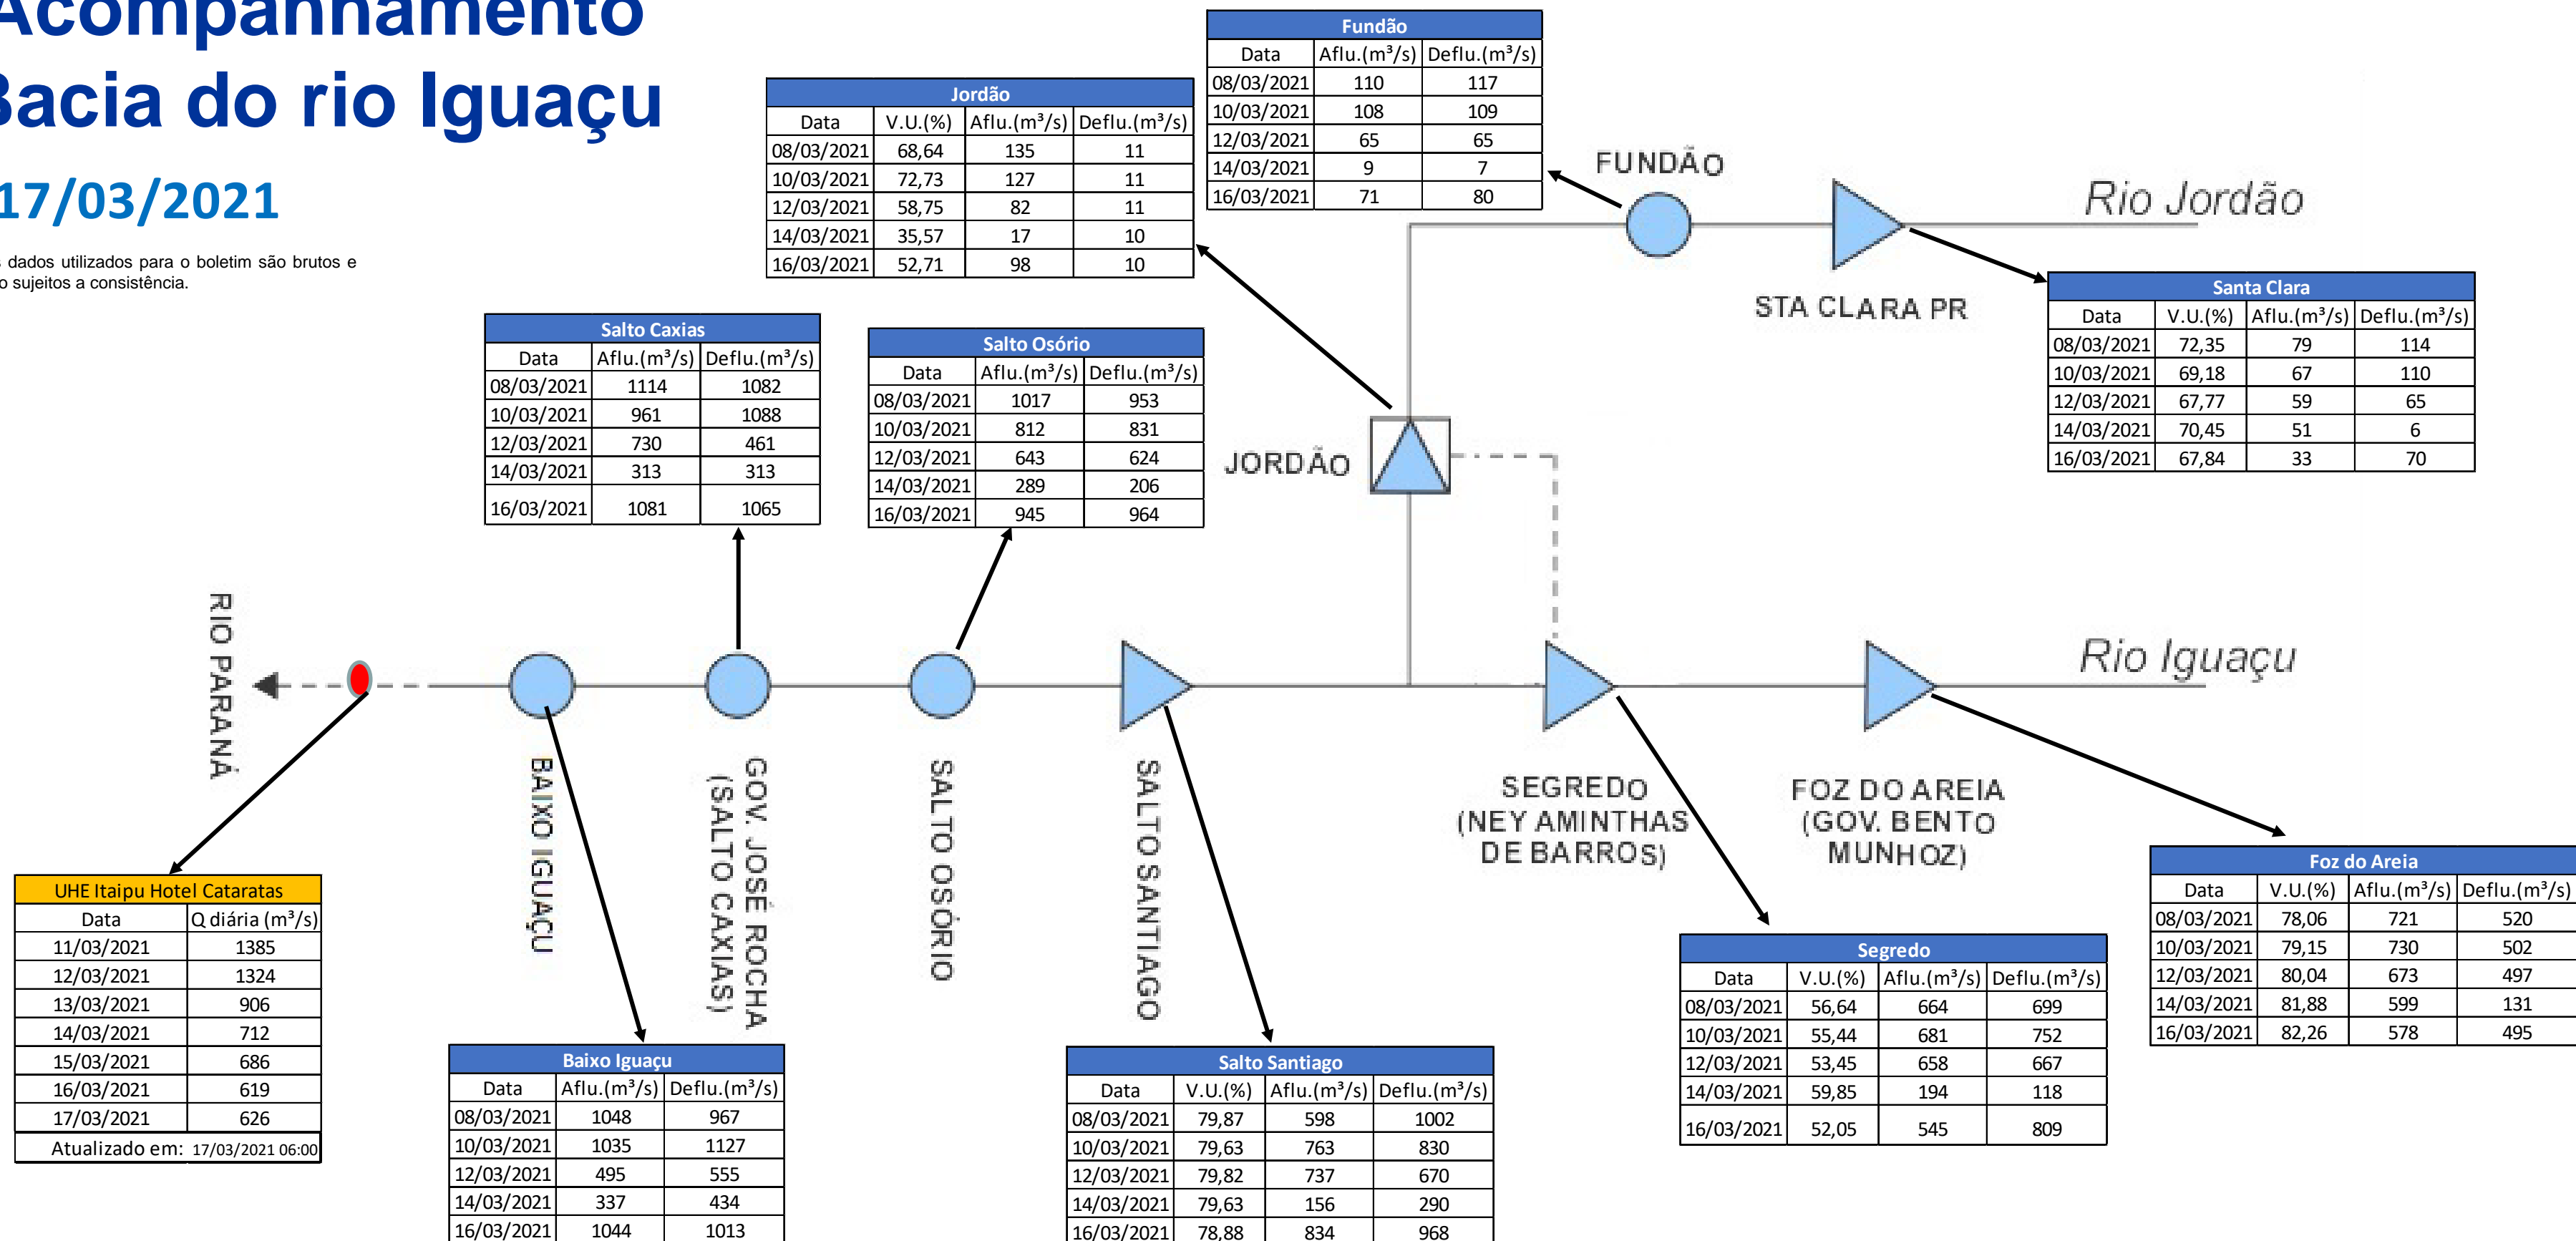 Acompanhamento
Bacia do rio Iguaçu
17/03/2021
s dados utilizados para o boletim são brutos e
o sujeitos a consistência.
Fundão
Data Aflu.(m³/s) Deflu.(m³/s)
08/03/2021 110 117
10/03/2021 108 109
12/03/2021 65 65
14/03/2021 9 7
16/03/2021 71 80
Jordão
Data V.U.(%) Aflu.(m³/s) Deflu.(m³/s)
08/03/2021 68,64 135 11
10/03/2021 72,73 127 11
12/03/2021 58,75 82 11
14/03/2021 35,57 17 10
16/03/2021 52,71 98 10
FUNDÃO
Rio Jordão
STA CLARA PR
Santa Clara
Data V.U.(%) Aflu.(m³/s) Deflu.(m³/s)
08/03/2021 72,35 79 114
10/03/2021 69,18 67 110
12/03/2021 67,77 59 65
14/03/2021 70,45 51 6
16/03/2021 67,84 33 70
Salto Caxias
Data Aflu.(m³/s) Deflu.(m³/s)
08/03/2021 1114 1082
10/03/2021 961 1088
12/03/2021 730 461
14/03/2021 313 313
16/03/2021 1081 1065
Salto Osório
Data Aflu.(m³/s) Deflu.(m³/s)
08/03/2021 1017 953
10/03/2021 812 831
12/03/2021 643 624
14/03/2021 289 206
16/03/2021 945 964
JORDÃO
RIO PARANÁ
Rio Iguaçu
BAIXO IGUAÇU
GOV. JOSÉ ROCHA
(SALTO CAXIAS)
SALTO OSÓRIO
SALTO SANTIAGO
SEGREDO
(NEY AMINTHAS
DE BARROS)
FOZ DO AREIA
(GOV. BENTO
MUNHOZ)
UHE Itaipu Hotel Cataratas
Data Q diária (m³/s)
11/03/2021 1385
12/03/2021 1324
13/03/2021 906
14/03/2021 712
15/03/2021 686
16/03/2021 619
17/03/2021 626
Atualizado em: 17/03/2021 06:00
Baixo Iguaçu
Data Aflu.(m³/s) Deflu.(m³/s)
08/03/2021 1048 967
10/03/2021 1035 1127
12/03/2021 495 555
14/03/2021 337 434
16/03/2021 1044 1013
Salto Santiago
Data V.U.(%) Aflu.(m³/s) Deflu.(m³/s)
08/03/2021 79,87 598 1002
10/03/2021 79,63 763 830
12/03/2021 79,82 737 670
14/03/2021 79,63 156 290
16/03/2021 78,88 834 968
Segredo
Data V.U.(%) Aflu.(m³/s) Deflu.(m³/s)
08/03/2021 56,64 664 699
10/03/2021 55,44 681 752
12/03/2021 53,45 658 667
14/03/2021 59,85 194 118
16/03/2021 52,05 545 809
Foz do Areia
Data V.U.(%) Aflu.(m³/s) Deflu.(m³/s)
08/03/2021 78,06 721 520
10/03/2021 79,15 730 502
12/03/2021 80,04 673 497
14/03/2021 81,88 599 131
16/03/2021 82,26 578 495